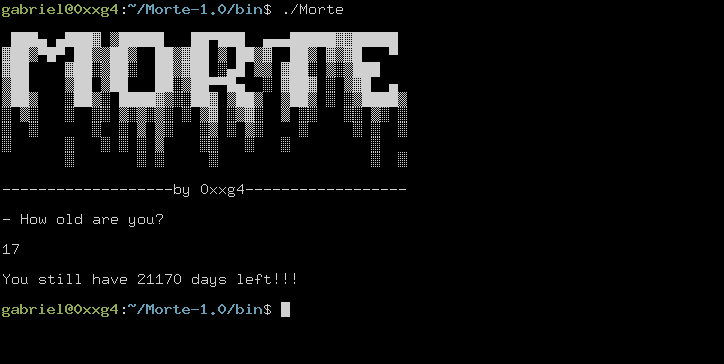 gabriel@0xxg4:~/Morte-1.0/bin$ ./Morte
MORTE
-------------------by 0xxg4------------------
- How old are you?
17
You still have 21170 days left!!!
gabriel@0xxg4:~/Morte-1.0/bin$